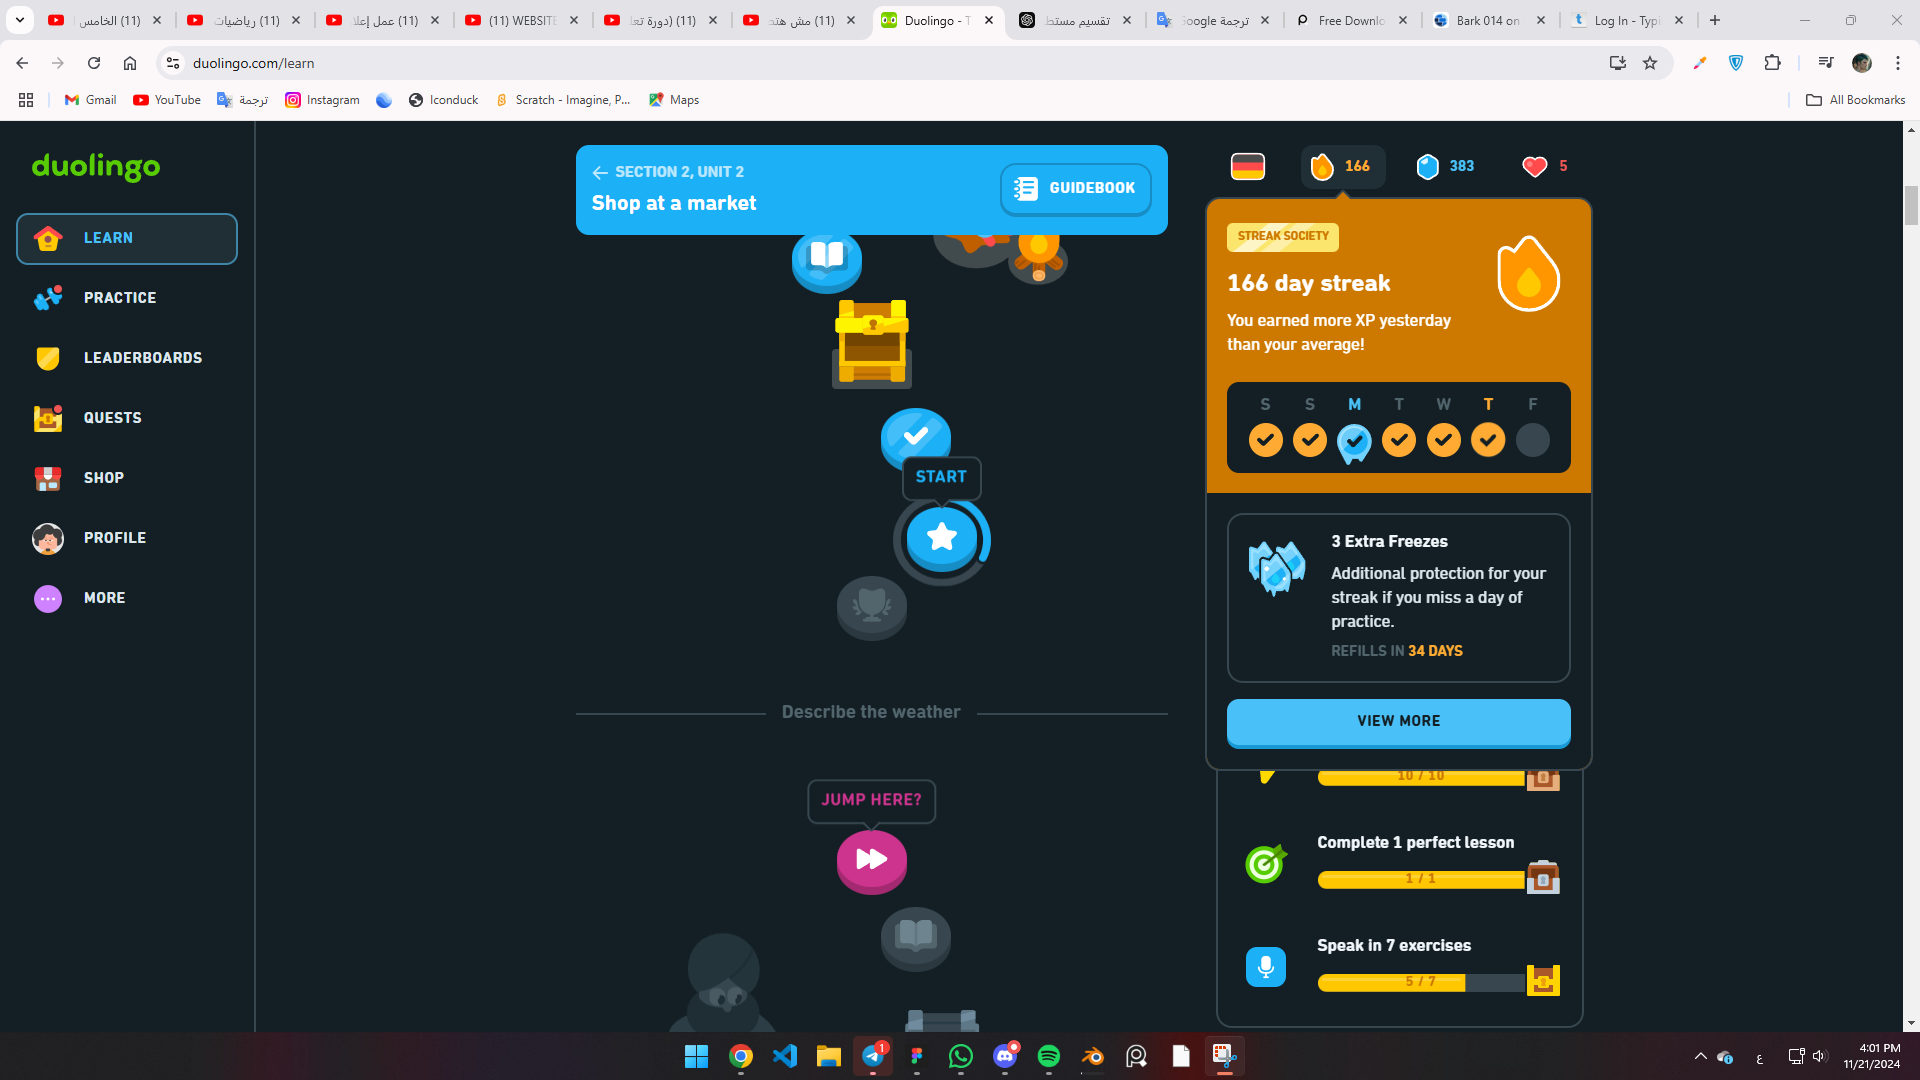 (11) الخامس
(11) رياضيات
(11) عمل إعلا
(11) WEBSITE
(11) (دورة تعا
(11) مش هتد
Duolingo - T
تقسيم مستط
ترجمة Google
Free Downlo
Bark 014 on
Log In - Typi
duolingo.com/learn
Gmail
YouTube
ترجمة
Instagram
Iconduck
Scratch - Imagine, P...
Maps
All Bookmarks
duolingo
LEARN
PRACTICE
LEADERBOARDS
QUESTS
SHOP
PROFILE
MORE
SECTION 2, UNIT 2
Shop at a market
GUIDEBOOK
START
Describe the weather
JUMP HERE?
166
383
5
STREAK SOCIETY
166 day streak
You earned more XP yesterday
than your average!
S S M T W T F
3 Extra Freezes
Additional protection for your
streak if you miss a day of
practice.
REFILLS IN 34 DAYS
VIEW MORE
10 / 10
Complete 1 perfect lesson
1 / 1
Speak in 7 exercises
5 / 7
1
ع
4:01 PM
11/21/2024